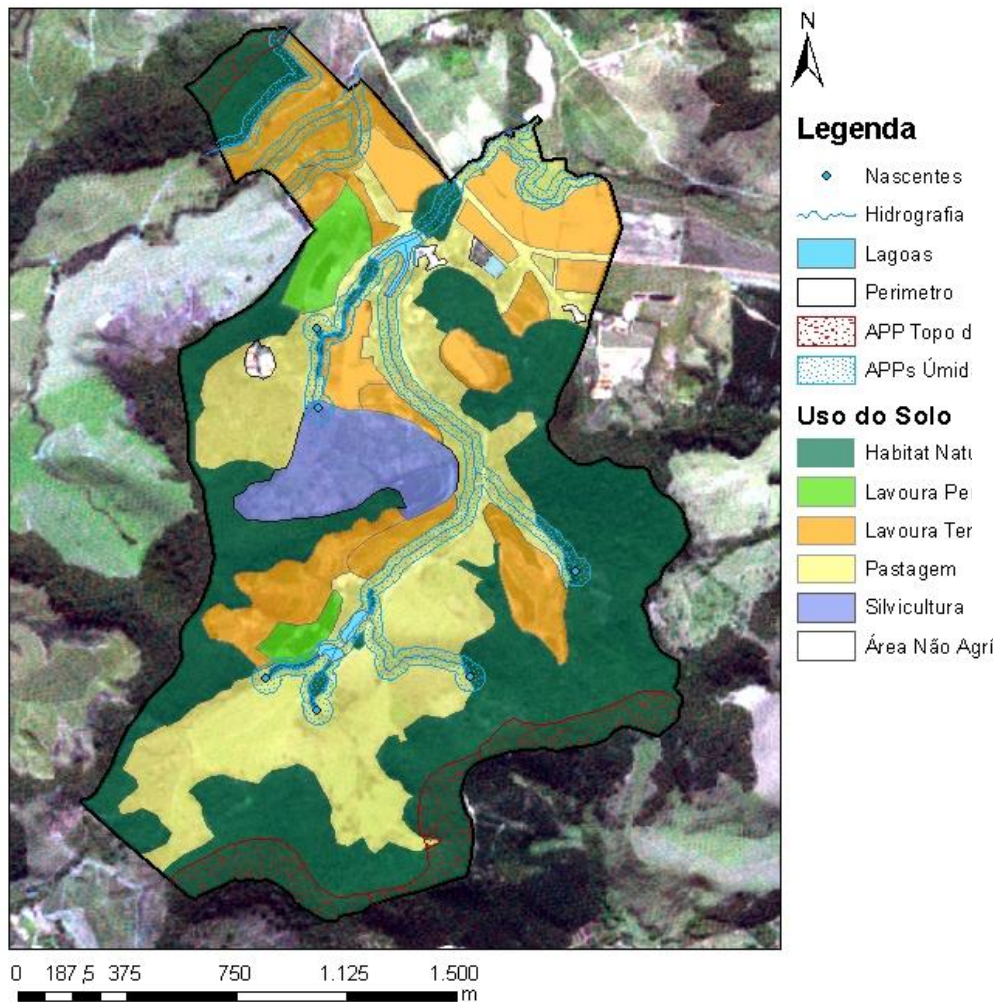 N
Legenda
Nascentes
Hidrografia
Lagoas
Perimetro
APP Topo d
APPs Úmid
Uso do Solo
Habitat Natu
Lavoura Pe
Lavoura Ter
Pastagem
Silvicultura
Área Não Agrí
0 187,5 375 750 1.125 1.500
m